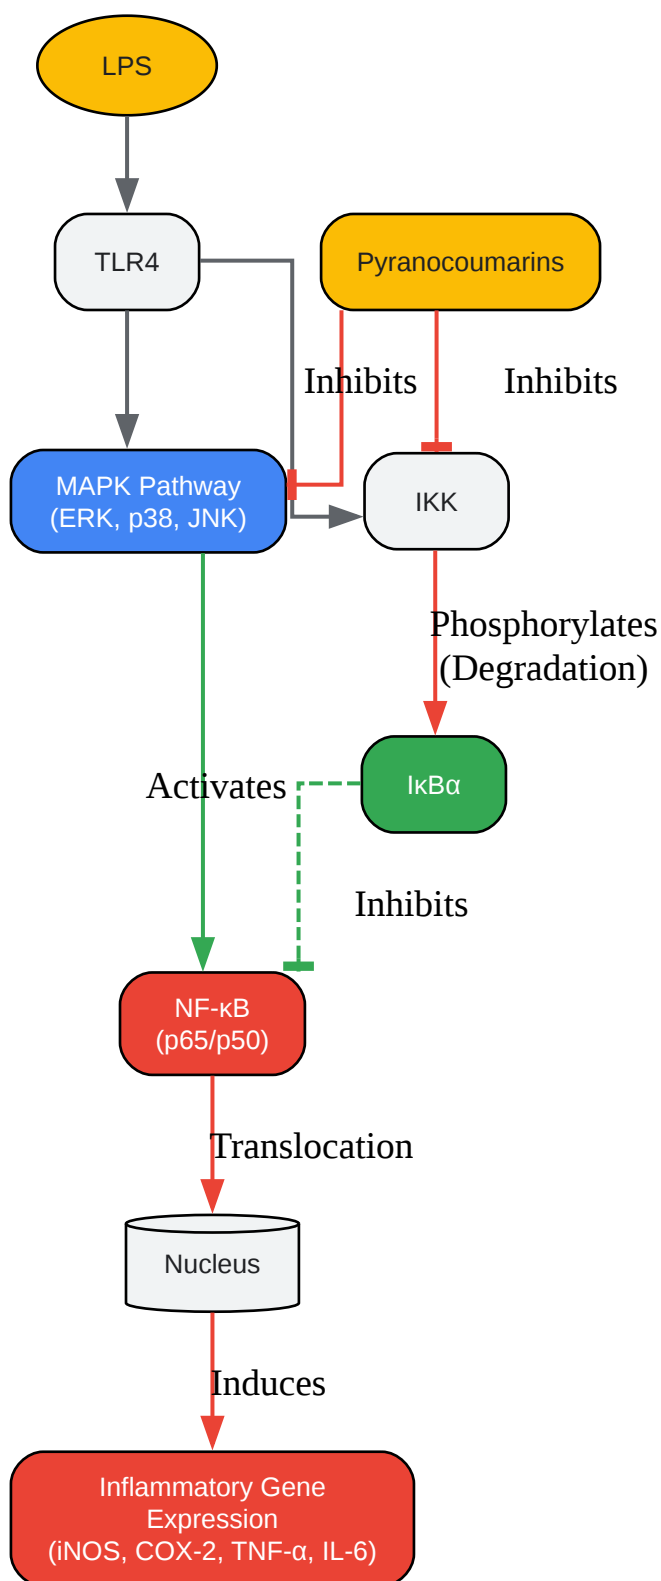 LPS
TLR4
Pyranocoumarins
Inhibits
Inhibits
MAPK Pathway
(ERK, p38, JNK)
IKK
Phosphorylates
(Degradation)
IκBα
Activates
Inhibits
NF-κB
(p65/p50)
Translocation
Nucleus
Induces
Inflammatory Gene
Expression
(iNOS, COX-2, TNF-α, IL-6)